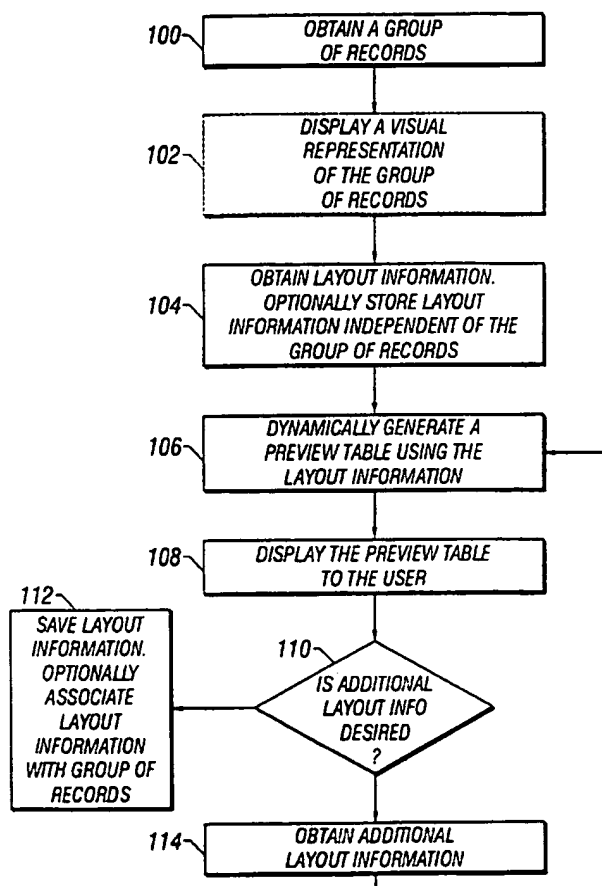 100
OBTAIN A GROUP
OF RECORDS
102
DISPLAY A VISUAL
REPRESENTATION
OF THE GROUP
OF RECORDS
104
OBTAIN LAYOUT INFORMATION.
OPTIONALLY STORE LAYOUT
INFORMATION INDEPENDENT OF THE
GROUP OF RECORDS
106
DYNAMICALLY GENERATE A
PREVIEW TABLE USING THE
LAYOUT INFORMATION
108
DISPLAY THE PREVIEW TABLE
TO THE USER
110
IS ADDITIONAL
LAYOUT INFO
DESIRED
?
112
SAVE LAYOUT
INFORMATION.
OPTIONALLY
ASSOCIATE
LAYOUT
INFORMATION
WITH GROUP OF
RECORDS
114
OBTAIN ADDITIONAL
LAYOUT INFORMATION